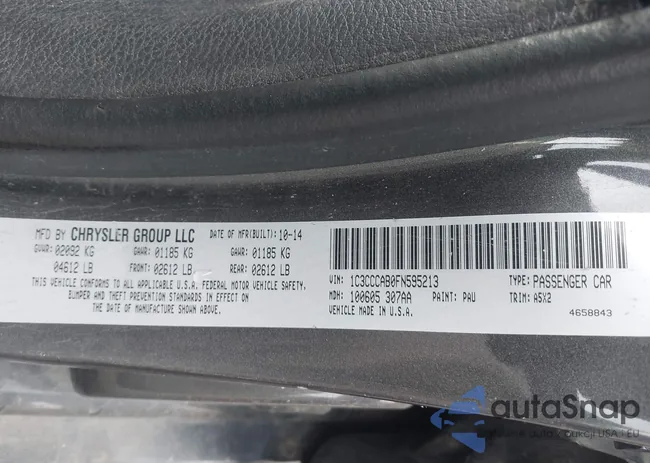 MFD BY CHRYSLER GROUP LLC DATE OF MFR(BUILT): 10-14
GVWR: 02092 KG GAWR: 01185 KG GAWR: 01185 KG
04612 LB FRONT: 02612 LB REAR: 02612 LB
THIS VEHICLE CONFORMS TO ALL APPLICABLE U.S.A. FEDERAL MOTOR VEHICLE SAFETY,
BUMPER AND THEFT PREVENTION STANDARDS IN EFFECT ON
THE DATE OF MANUFACTURE SHOWN ABOVE.
VIN: 1C3CCCAB0FN595213 TYPE: PASSENGER CAR
MDH: 100605 307AA PAINT: PAU TRIM: A5X2
VEHICLE MADE IN U.S.A. 4658843
autoSnap
USA I EU